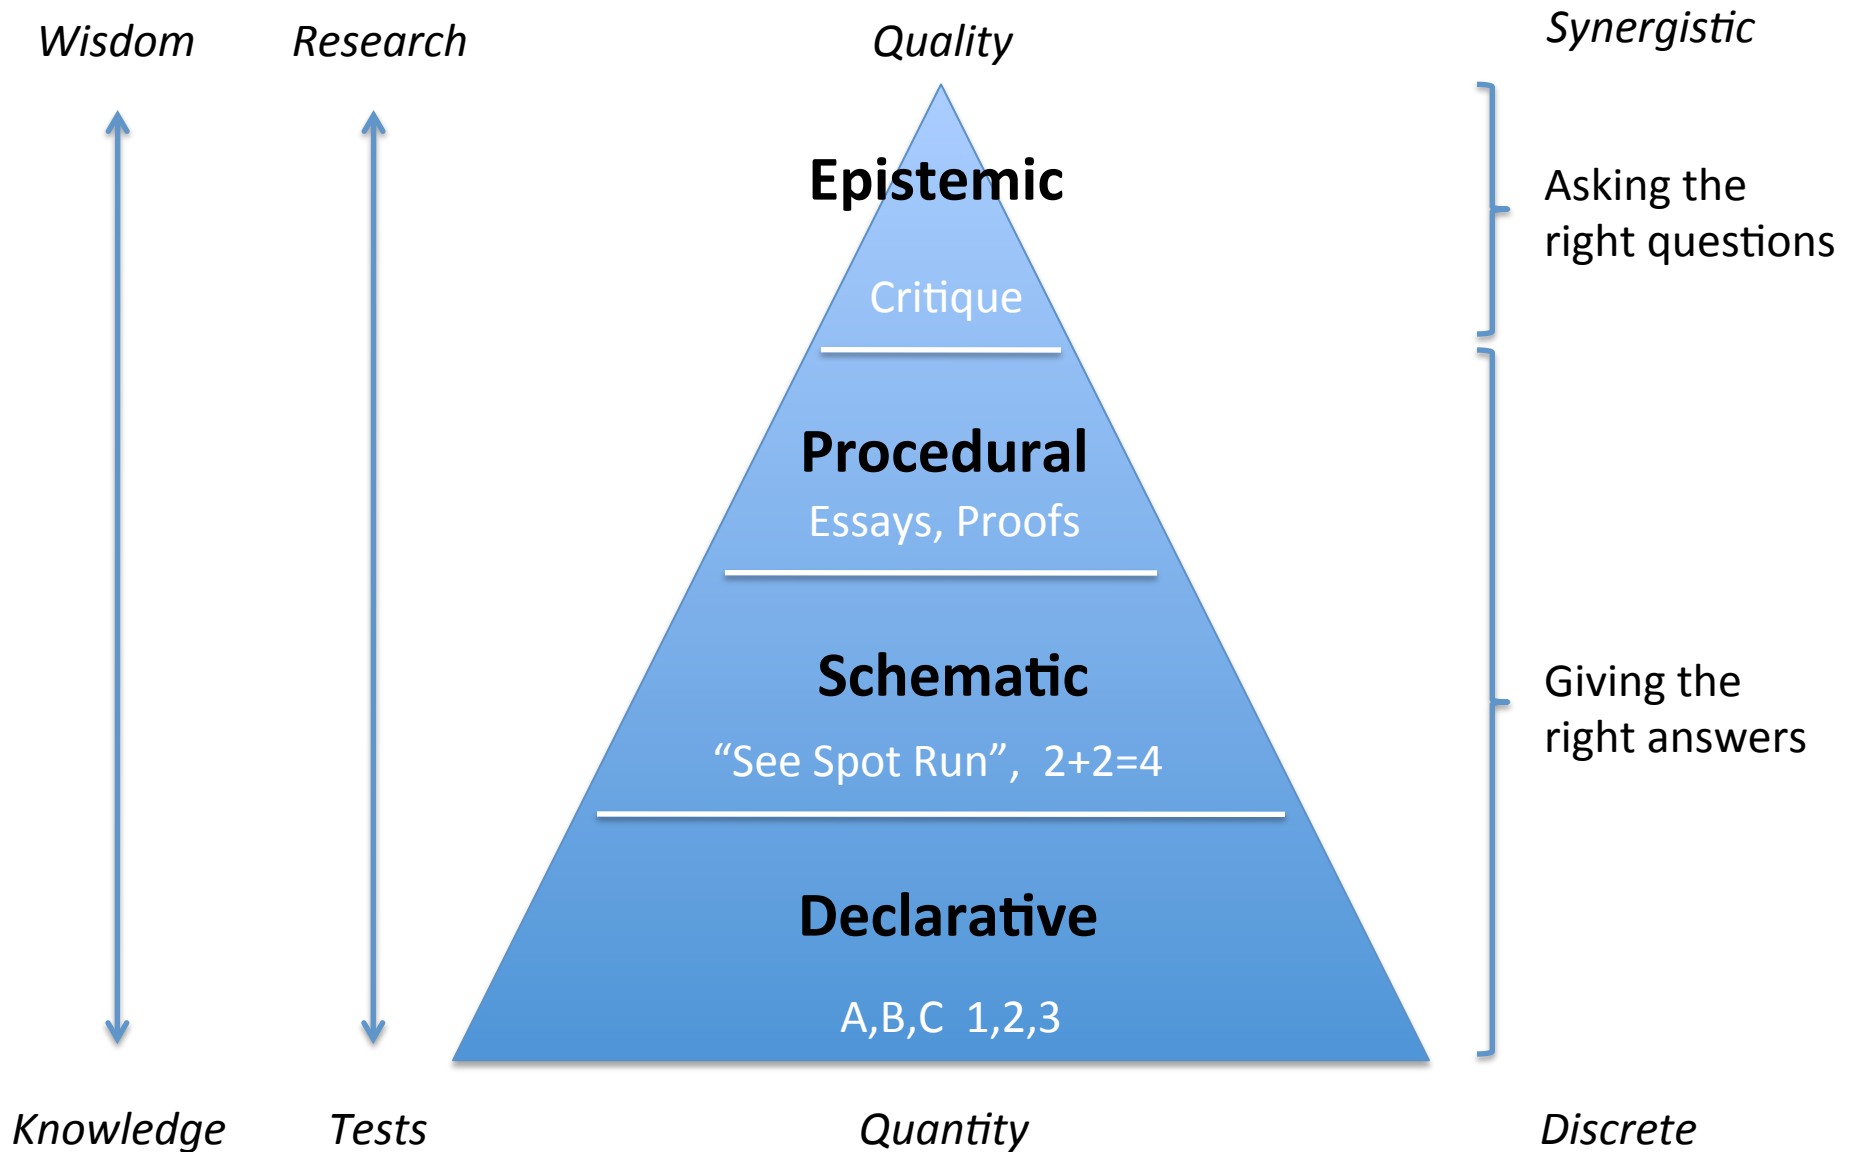 Wisdom
Research
Quality
Synergistic
Epistemic
Critique
Asking the
right questions
Procedural
Essays, Proofs
Schematic
“See Spot Run”,  2+2=4
Giving the
right answers
Declarative
A,B,C  1,2,3
Knowledge
Tests
Quantity
Discrete